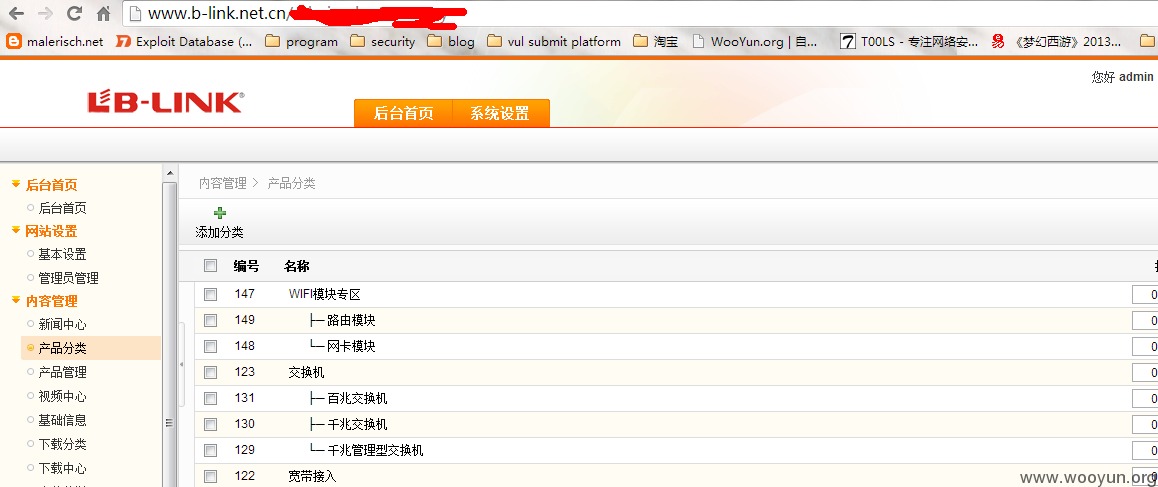 www.b-link.net.cn/
malerisch.net Exploit Database (... program security blog vul submit platform 淘宝 WooYun.org | 自... T00LS - 专注网络安... 《梦幻西游》2013...
您好 admin
B-LINK®
后台首页 系统设置
后台首页
后台首页
网站设置
基本设置
管理员管理
内容管理
新闻中心
产品分类
产品管理
视频中心
基础信息
下载分类
下载中心
内容管理 > 产品分类
添加分类
编号 名称
147 WIFI模块专区 0
149 ├─ 路由模块 0
148 └─ 网卡模块 0
123 交换机 0
131 ├─ 百兆交换机 0
130 ├─ 千兆交换机 0
129 └─ 千兆管理型交换机 0
122 宽带接入 0
www.wooyun.org